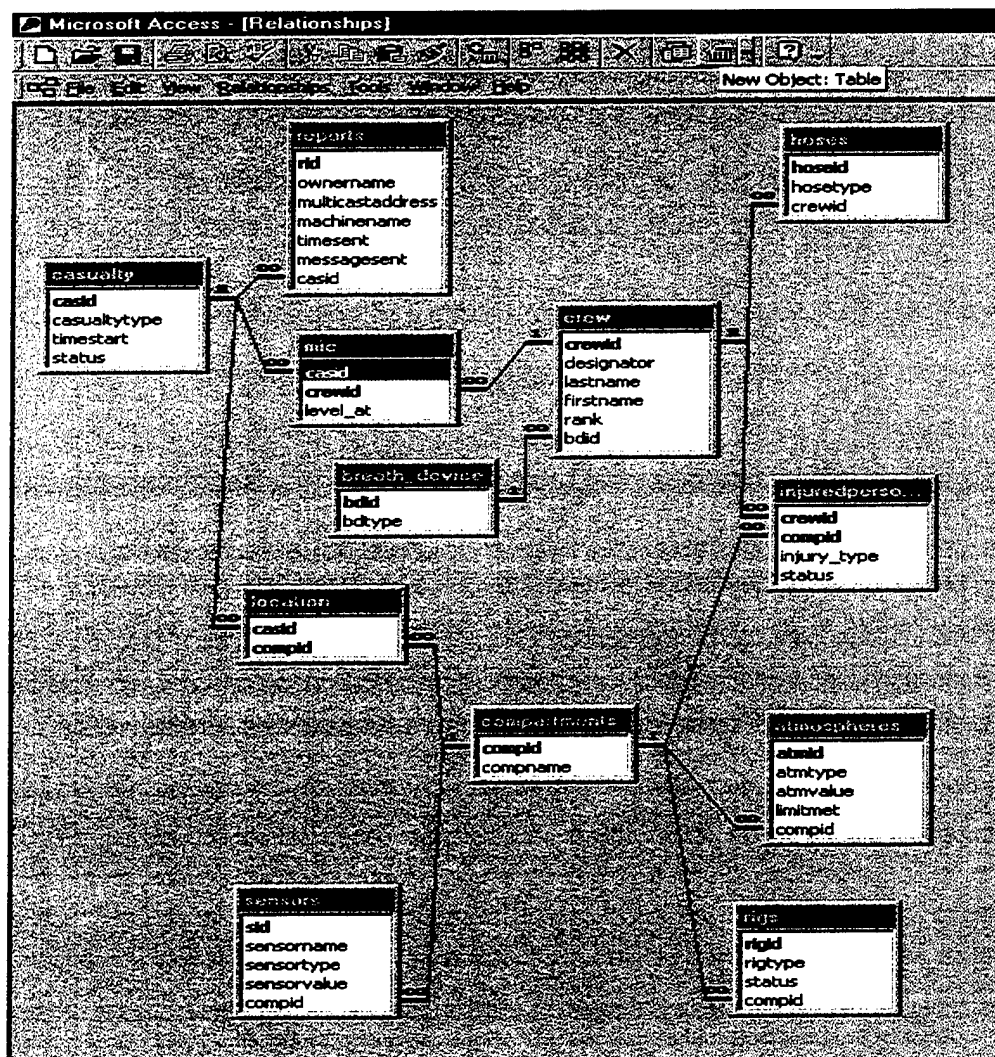 Microsoft Access - [Relationships]
New Object: Table
File Edit View Relationships Tools Window Help
reports
rid
ownername
multicastaddress
machinename
timesent
messagesent
casid
hoses
hoseid
hosetype
crewid
casualty
casid
casualtytype
timestart
status
mic
casid
crewid
level_at
crew
crewid
designator
lastname
firstname
rank
bdid
breath_device
bdid
bdtype
injuredperso...
crewid
compid
injury_type
status
location
casid
compid
compartments
compid
compname
atmospheres
atmid
atmtype
atmvalue
limitmet
compid
sensors
sid
sensorname
sensortype
sensorvalue
compid
rigs
rigid
rigtype
status
compid